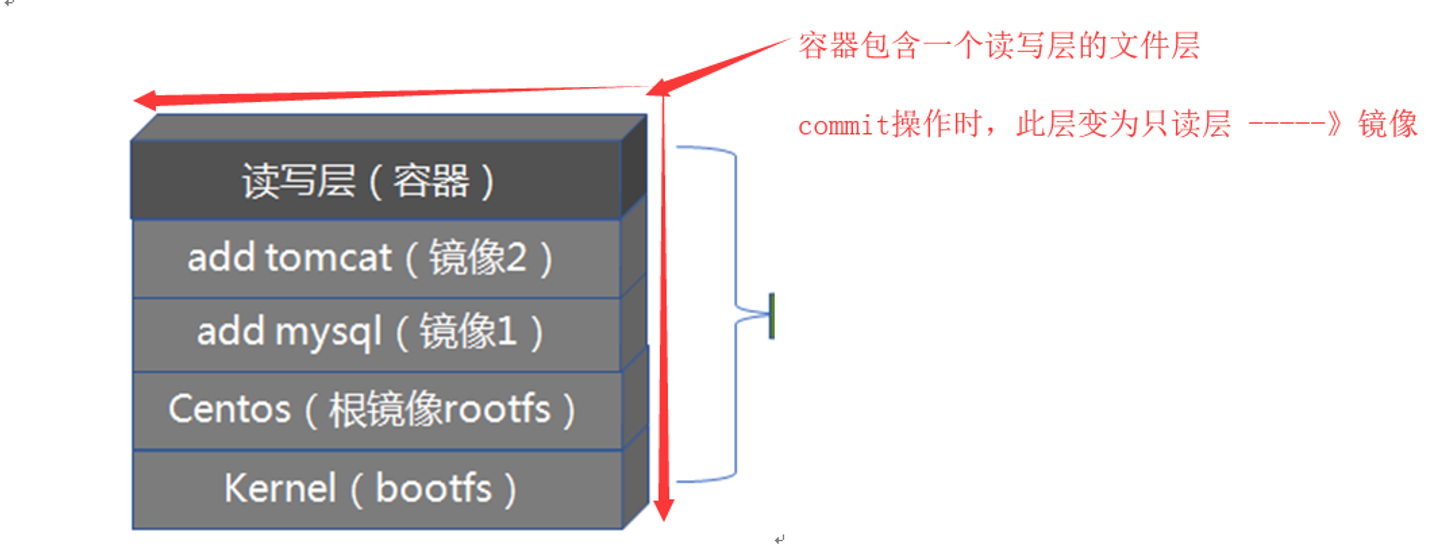 容器包含一个读写层的文件层
commit操作时，此层变为只读层 -----》镜像
读写层（容器）
add tomcat（镜像2）
add mysql（镜像1）
Centos（根镜像rootfs）
Kernel（bootfs）